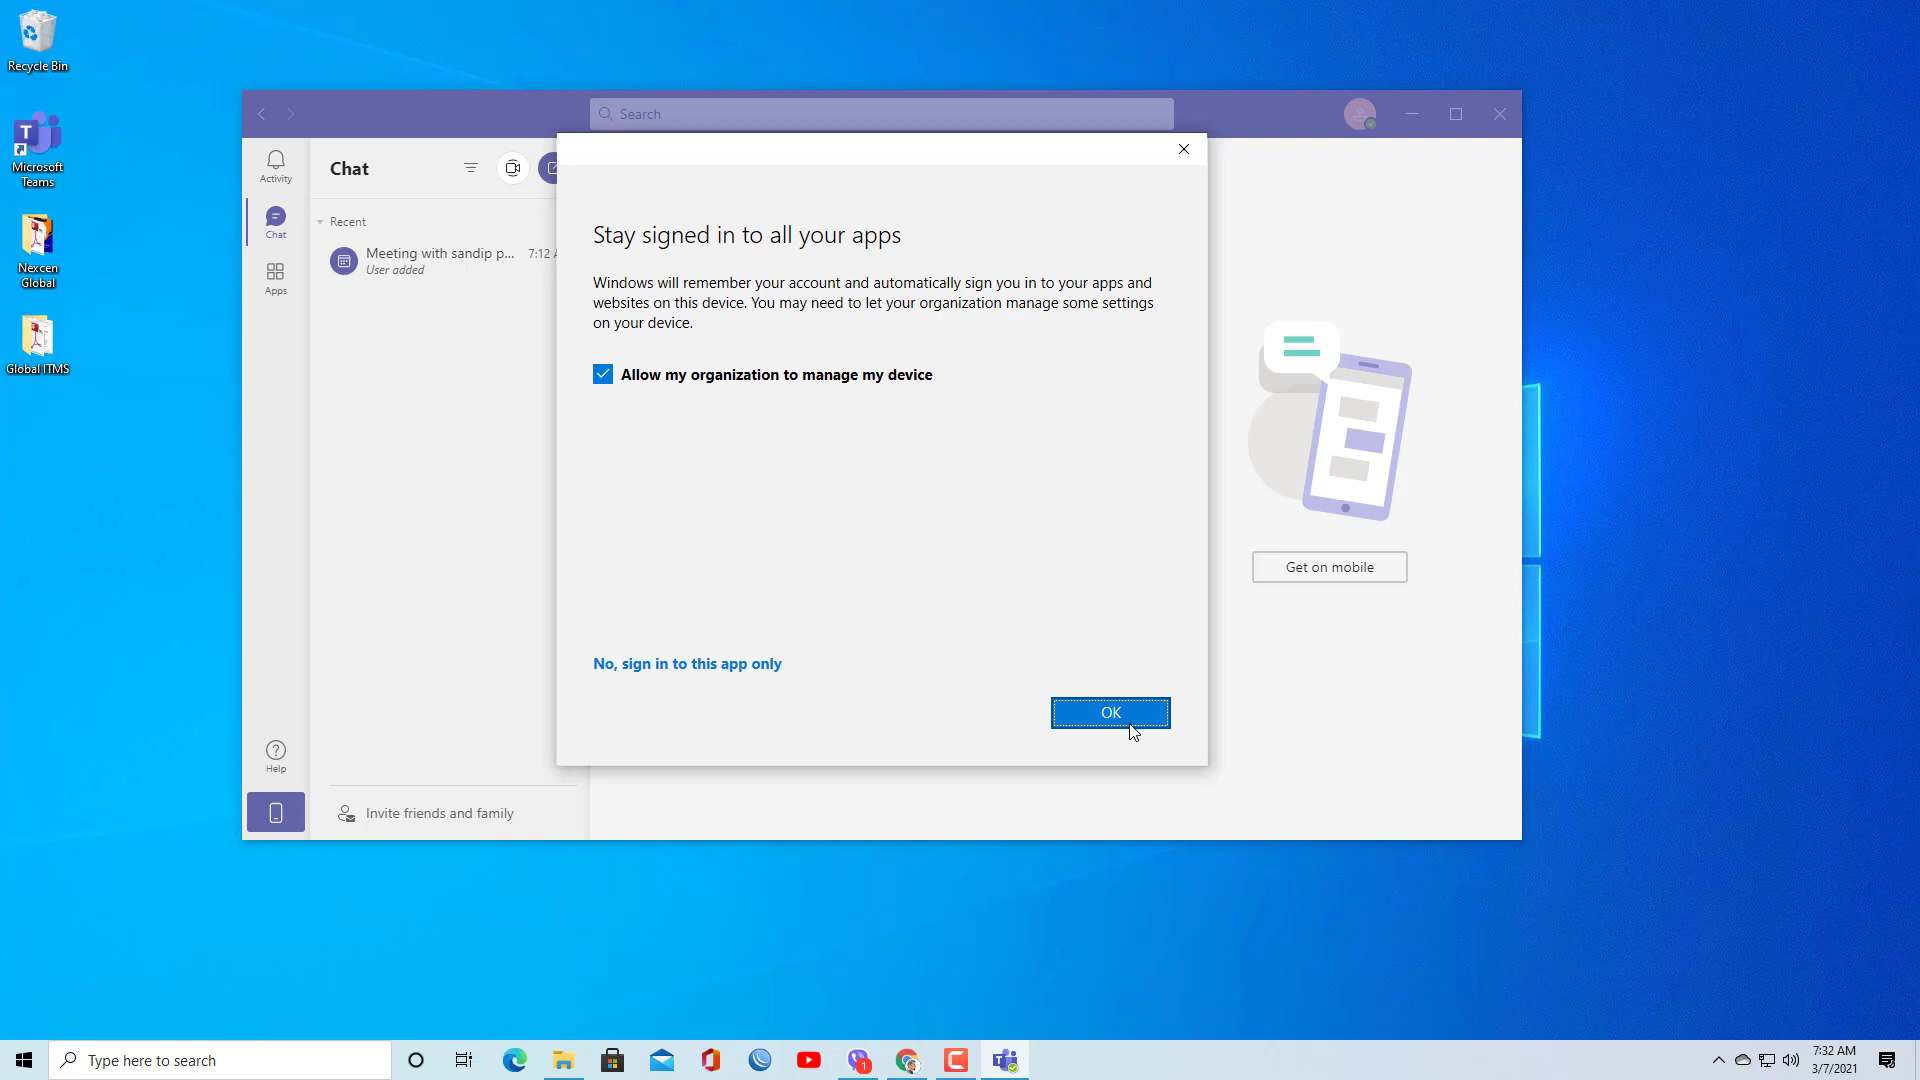 Recycle Bin
Microsoft
Teams
Nexcen
Global
Global ITMS
Search
Activity
Chat
Apps
Help
Chat
Recent
Meeting with sandip p...
7:12 A
User added
Invite friends and family
Stay signed in to all your apps
Windows will remember your account and automatically sign you in to your apps and
websites on this device. You may need to let your organization manage some settings
on your device.
Allow my organization to manage my device
No, sign in to this app only
OK
Get on mobile
Type here to search
1
7:32 AM
3/7/2021